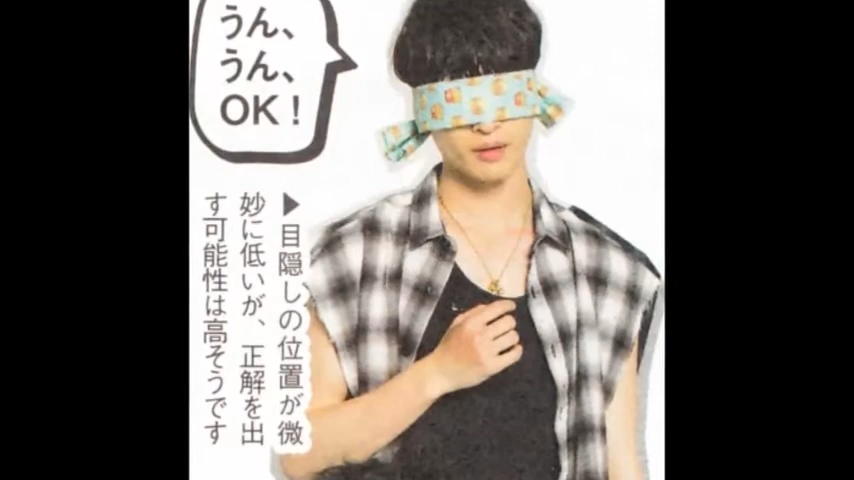 うん、
うん、
OK！
▶目隠しの位置が微
妙に低いが、正解を出
す可能性は高そうです